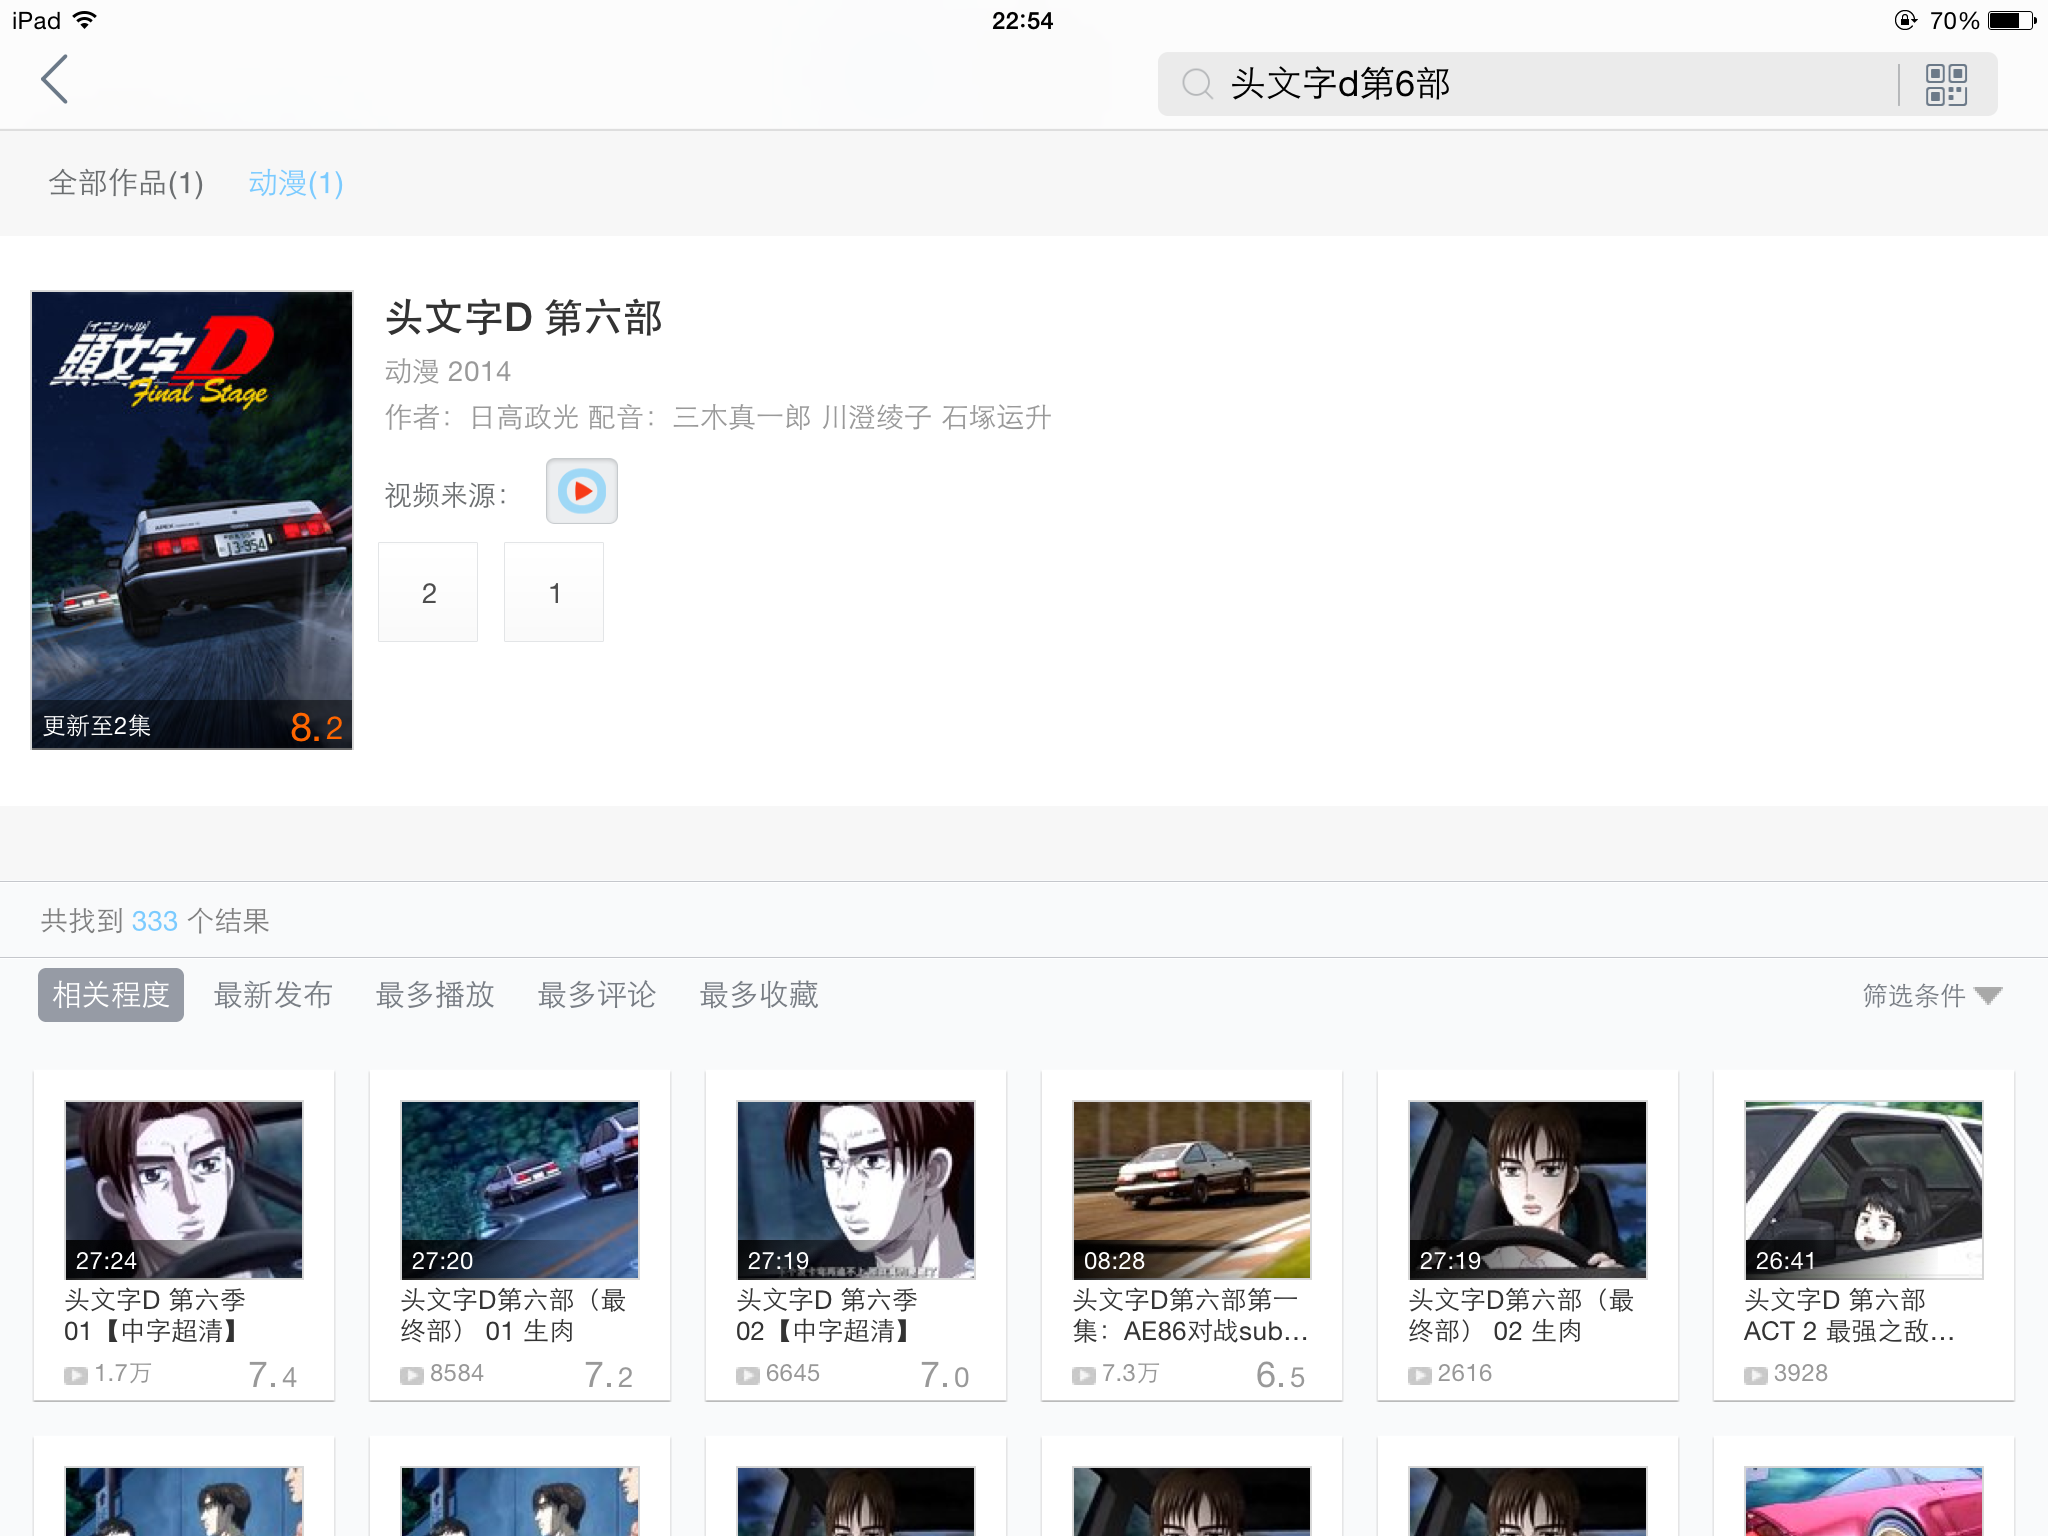 iPad
22:54
70%
头文字d第6部
全部作品(1)
动漫(1)
[イニシャル]
頭文字D
Final Stage
13-954
更新至2集
8.2
头文字D 第六部
动漫 2014
作者：日高政光 配音：三木真一郎 川澄绫子 石塚运升
视频来源：
2
1
共找到 333 个结果
相关程度
最新发布
最多播放
最多评论
最多收藏
筛选条件
27:24
头文字D 第六季
01【中字超清】
1.7万
7.4
27:20
头文字D第六部（最
终部） 01 生肉
8584
7.2
27:19
头文字D 第六季
02【中字超清】
6645
7.0
08:28
头文字D第六部第一
集：AE86对战sub...
7.3万
6.5
27:19
头文字D第六部（最
终部） 02 生肉
2616
26:41
头文字D 第六部
ACT 2 最强之敌...
3928